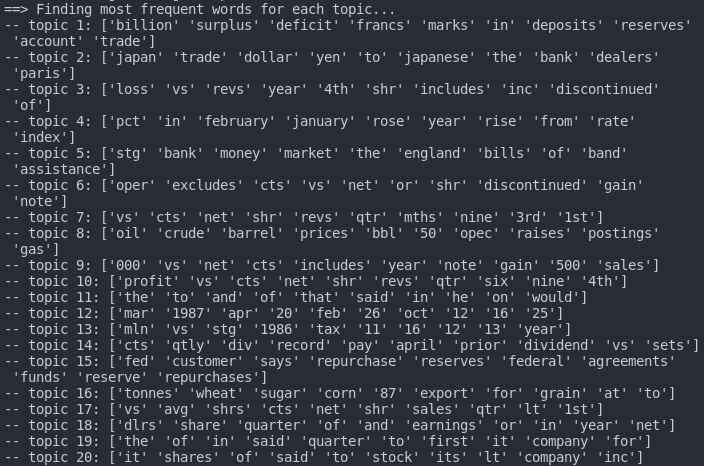 ==> Finding most frequent words for each topic...
-- topic 1: ['billion' 'surplus' 'deficit' 'francs' 'marks' 'in' 'deposits' 'reserves'
'account' 'trade']
-- topic 2: ['japan' 'trade' 'dollar' 'yen' 'to' 'japanese' 'the' 'bank' 'dealers'
'paris']
-- topic 3: ['loss' 'vs' 'revs' 'year' '4th' 'shr' 'includes' 'inc' 'discontinued'
'of']
-- topic 4: ['pct' 'in' 'february' 'january' 'rose' 'year' 'rise' 'from' 'rate'
'index']
-- topic 5: ['stg' 'bank' 'money' 'market' 'the' 'england' 'bills' 'of' 'band'
'assistance']
-- topic 6: ['oper' 'excludes' 'cts' 'vs' 'net' 'or' 'shr' 'discontinued' 'gain'
'note']
-- topic 7: ['vs' 'cts' 'net' 'shr' 'revs' 'qtr' 'mths' 'nine' '3rd' '1st']
-- topic 8: ['oil' 'crude' 'barrel' 'prices' 'bbl' '50' 'opec' 'raises' 'postings'
'gas']
-- topic 9: ['000' 'vs' 'net' 'cts' 'includes' 'year' 'note' 'gain' '500' 'sales']
-- topic 10: ['profit' 'vs' 'cts' 'net' 'shr' 'revs' 'qtr' 'six' 'nine' '4th']
-- topic 11: ['the' 'to' 'and' 'of' 'that' 'said' 'in' 'he' 'on' 'would']
-- topic 12: ['mar' '1987' 'apr' '20' 'feb' '26' 'oct' '12' '16' '25']
-- topic 13: ['mln' 'vs' 'stg' '1986' 'tax' '11' '16' '12' '13' 'year']
-- topic 14: ['cts' 'qtly' 'div' 'record' 'pay' 'april' 'prior' 'dividend' 'vs' 'sets']
-- topic 15: ['fed' 'customer' 'says' 'repurchase' 'reserves' 'federal' 'agreements'
'funds' 'reserve' 'repurchases']
-- topic 16: ['tonnes' 'wheat' 'sugar' 'corn' '87' 'export' 'for' 'grain' 'at' 'to']
-- topic 17: ['vs' 'avg' 'shrs' 'cts' 'net' 'shr' 'sales' 'qtr' 'lt' '1st']
-- topic 18: ['dlrs' 'share' 'quarter' 'of' 'and' 'earnings' 'or' 'in' 'year' 'net']
-- topic 19: ['the' 'of' 'in' 'said' 'quarter' 'to' 'first' 'it' 'company' 'for']
-- topic 20: ['it' 'shares' 'of' 'said' 'to' 'stock' 'its' 'lt' 'company' 'inc']